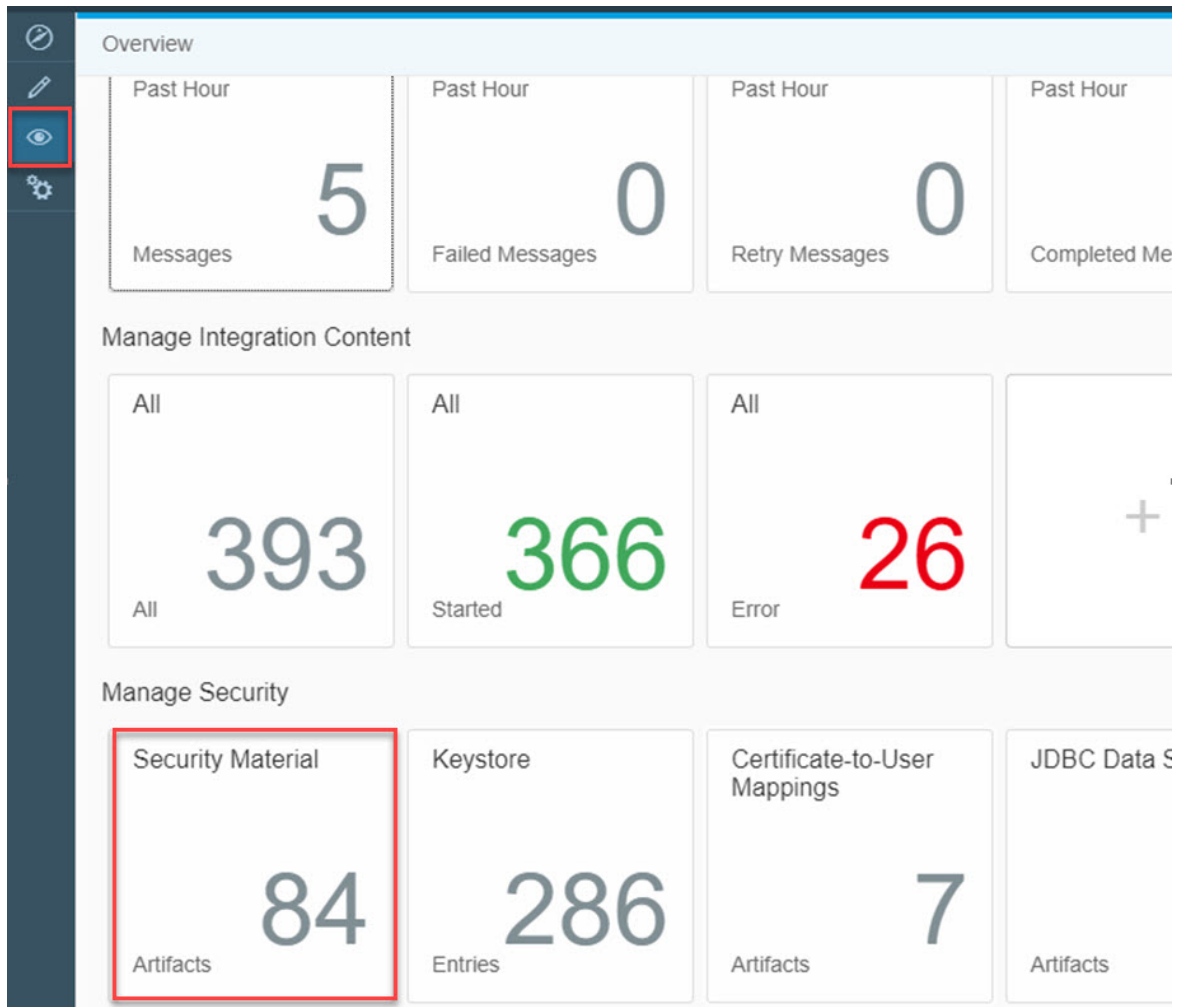 Overview
Past Hour
Past Hour
Past Hour
Past Hour
5
0
0
Messages
Failed Messages
Retry Messages
Completed Me
Manage Integration Content
All
All
All
393
366
26
+
All
Started
Error
Manage Security
Security Material
Keystore
Certificate-to-User
Mappings
JDBC Data S
84
286
7
Artifacts
Entries
Artifacts
Artifacts